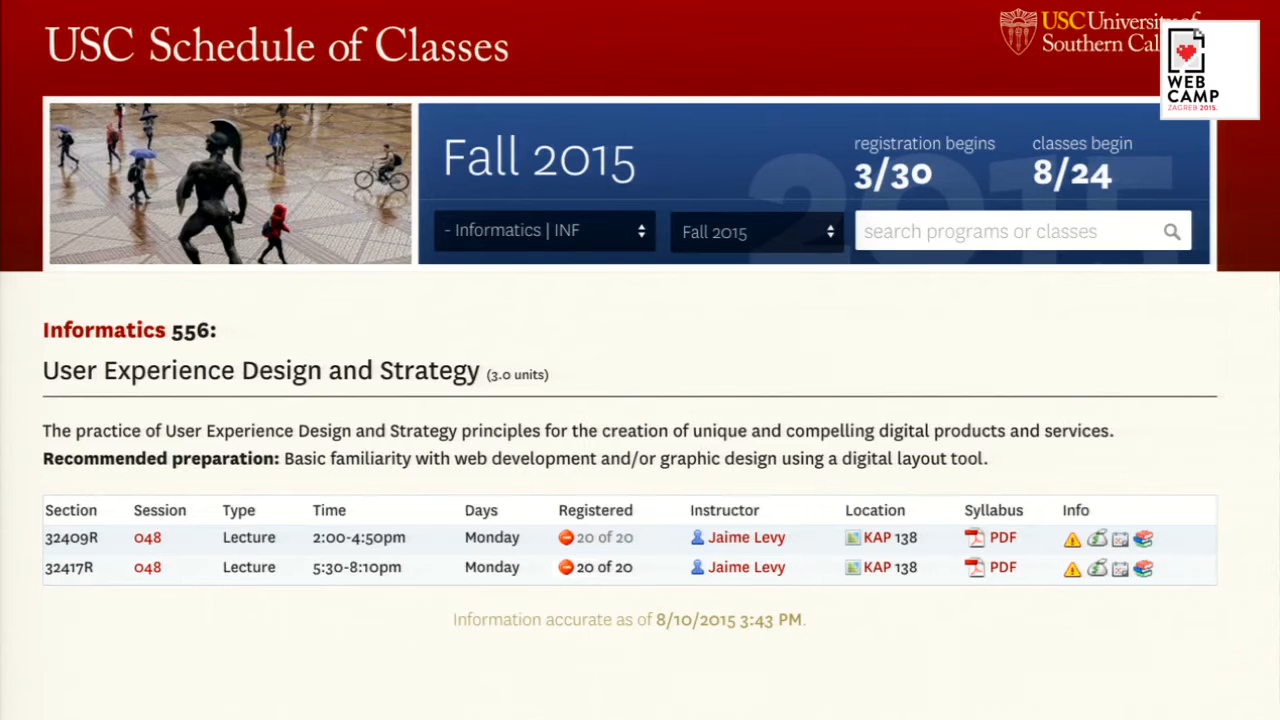 USC Schedule of Classes
USC University of
Southern Cal
WEB
CAMP
ZAGREB 2015.
Fall 2015
registration begins
3/30
classes begin
8/24
2015
- Informatics | INF
Fall 2015
search programs or classes
Informatics 556:
User Experience Design and Strategy (3.0 units)
The practice of User Experience Design and Strategy principles for the creation of unique and compelling digital products and services.
Recommended preparation: Basic familiarity with web development and/or graphic design using a digital layout tool.
Section Session Type Time Days Registered Instructor Location Syllabus Info
32409R 048 Lecture 2:00-4:50pm Monday 20 of 20 Jaime Levy KAP 138 PDF
32417R 048 Lecture 5:30-8:10pm Monday 20 of 20 Jaime Levy KAP 138 PDF
Information accurate as of 8/10/2015 3:43 PM.